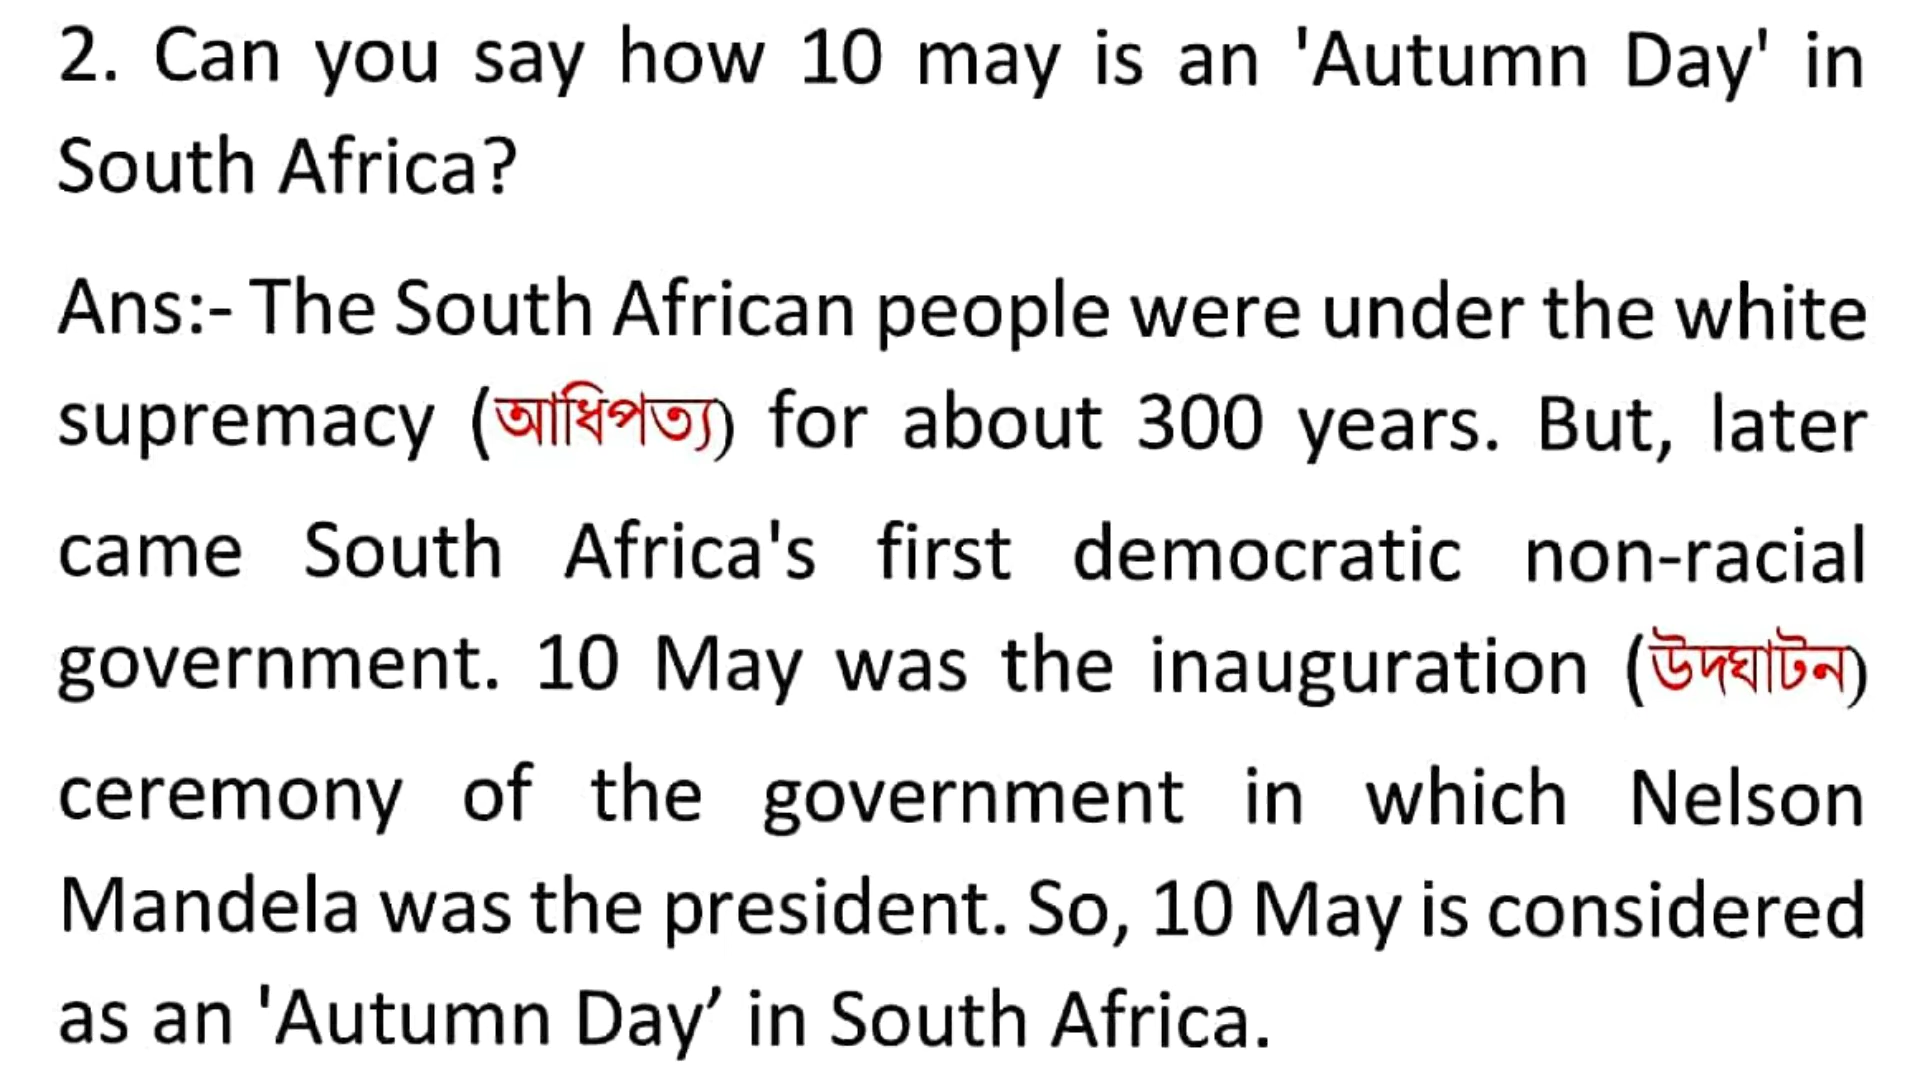 2. Can you say how 10 may is an 'Autumn Day' in
South Africa?
Ans:- The South African people were under the white
supremacy (আধিপত্য) for about 300 years. But, later
came South Africa's first democratic non-racial
government. 10 May was the inauguration (উদঘাটন)
ceremony of the government in which Nelson
Mandela was the president. So, 10 May is considered
as an 'Autumn Day’ in South Africa.